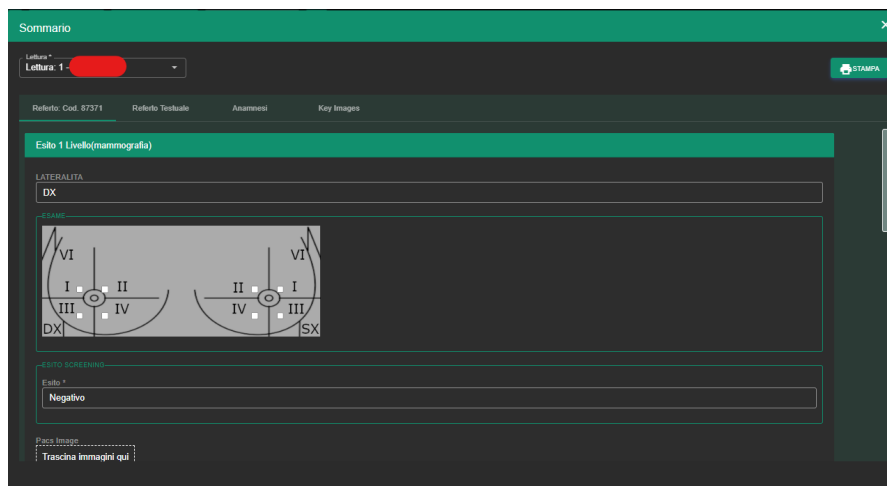 Sommario
×
Lettura *
Lettura: 1 -
STAMPA
Referto: Cod. 87371 Referto Testuale Anamnesi Key Images
Esito 1 Livello(mammografia)
LATERALITA
DX
ESAME
VI VI
I II II I
III IV IV III
DX SX
ESITO SCREENING
Esito *
Negativo
Pacs Image
Trascina immagini qui